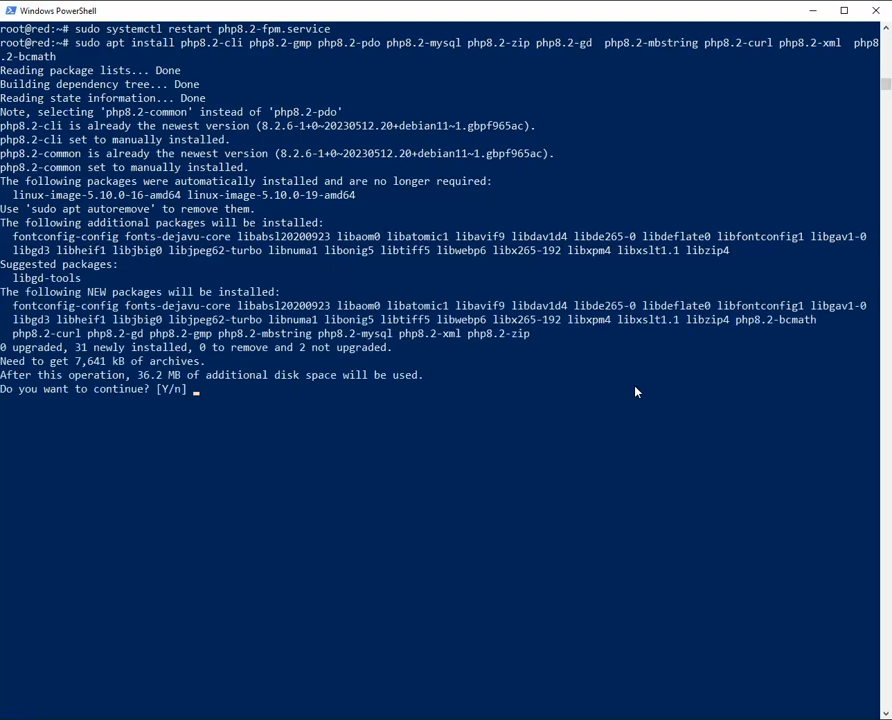 Windows PowerShell
root@red:~# sudo systemctl restart php8.2-fpm.service
root@red:~# sudo apt install php8.2-cli php8.2-gmp php8.2-pdo php8.2-mysql php8.2-zip php8.2-gd  php8.2-mbstring php8.2-curl php8.2-xml  php8
.2-bcmath
Reading package lists... Done
Building dependency tree... Done
Reading state information... Done
Note, selecting 'php8.2-common' instead of 'php8.2-pdo'
php8.2-cli is already the newest version (8.2.6-1+0~20230512.20+debian11~1.gbpf965ac).
php8.2-cli set to manually installed.
php8.2-common is already the newest version (8.2.6-1+0~20230512.20+debian11~1.gbpf965ac).
php8.2-common set to manually installed.
The following packages were automatically installed and are no longer required:
  linux-image-5.10.0-16-amd64 linux-image-5.10.0-19-amd64
Use 'sudo apt autoremove' to remove them.
The following additional packages will be installed:
  fontconfig-config fonts-dejavu-core libabsl20200923 libaom0 libatomic1 libavif9 libdav1d4 libde265-0 libdeflate0 libfontconfig1 libgav1-0
  libgd3 libheif1 libjbig0 libjpeg62-turbo libnuma1 libonig5 libtiff5 libwebp6 libx265-192 libxpm4 libxslt1.1 libzip4
Suggested packages:
  libgd-tools
The following NEW packages will be installed:
  fontconfig-config fonts-dejavu-core libabsl20200923 libaom0 libatomic1 libavif9 libdav1d4 libde265-0 libdeflate0 libfontconfig1 libgav1-0
  libgd3 libheif1 libjbig0 libjpeg62-turbo libnuma1 libonig5 libtiff5 libwebp6 libx265-192 libxpm4 libxslt1.1 libzip4 php8.2-bcmath
  php8.2-curl php8.2-gd php8.2-gmp php8.2-mbstring php8.2-mysql php8.2-xml php8.2-zip
0 upgraded, 31 newly installed, 0 to remove and 2 not upgraded.
Need to get 7,641 kB of archives.
After this operation, 36.2 MB of additional disk space will be used.
Do you want to continue? [Y/n]